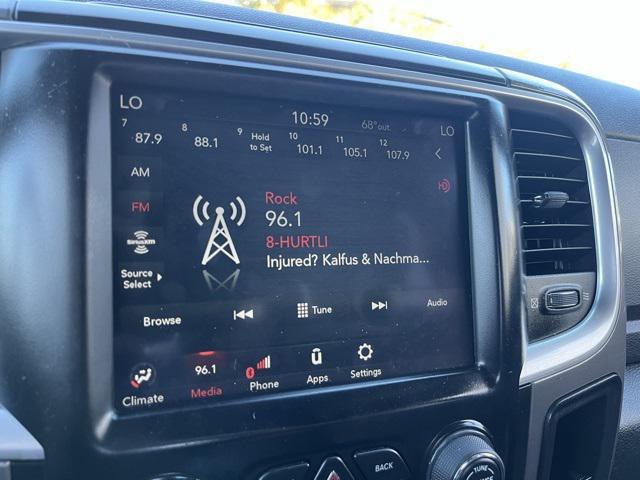 LO
10:59
68° out
LO
7
87.9
8
88.1
9
Hold
to Set
10
101.1
11
105.1
12
107.9
AM
FM
SiriusXM
Source
Select
HD
Rock
96.1
8-HURTLI
Injured? Kalfus & Nachma...
Browse
Tune
Audio
Climate
96.1
Media
Phone
Apps
Settings
BACK
TUNE